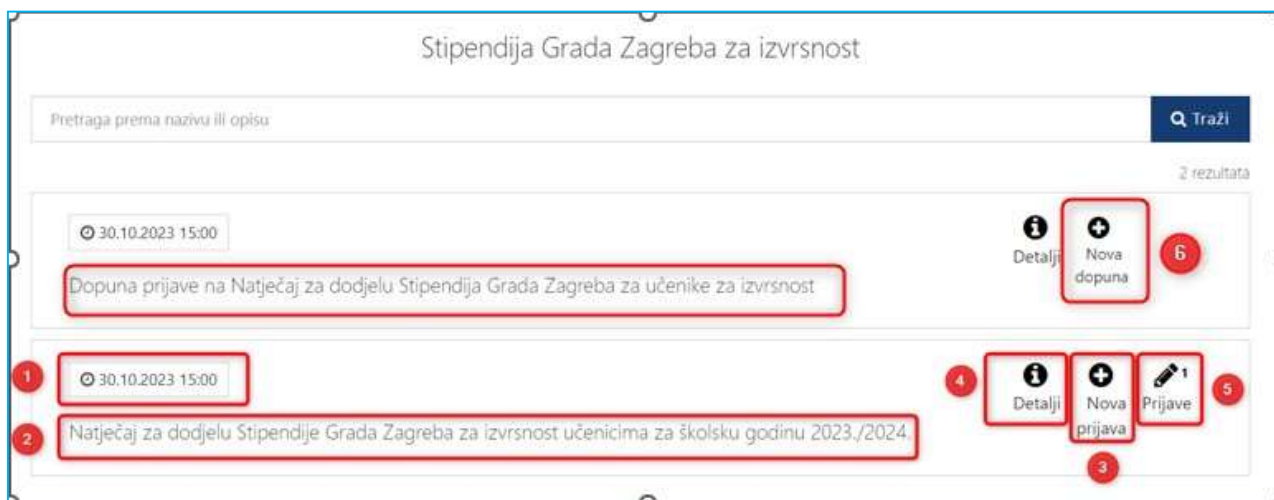 Stipendija Grada Zagreba za izvrsnost
Pretraga prema nazivu ili opisu
Traži
2 rezultata
30.10.2023 15:00
Detalji
Nova
dopuna
6
Dopuna prijave na Natječaj za dodjelu Stipendija Grada Zagreba za učenike za izvrsnost
1
30.10.2023 15:00
4
Detalji
Nova
prijava
1
Prijave
5
2
Natječaj za dodjelu Stipendije Grada Zagreba za izvrsnost učenicima za školsku godinu 2023./2024.
3